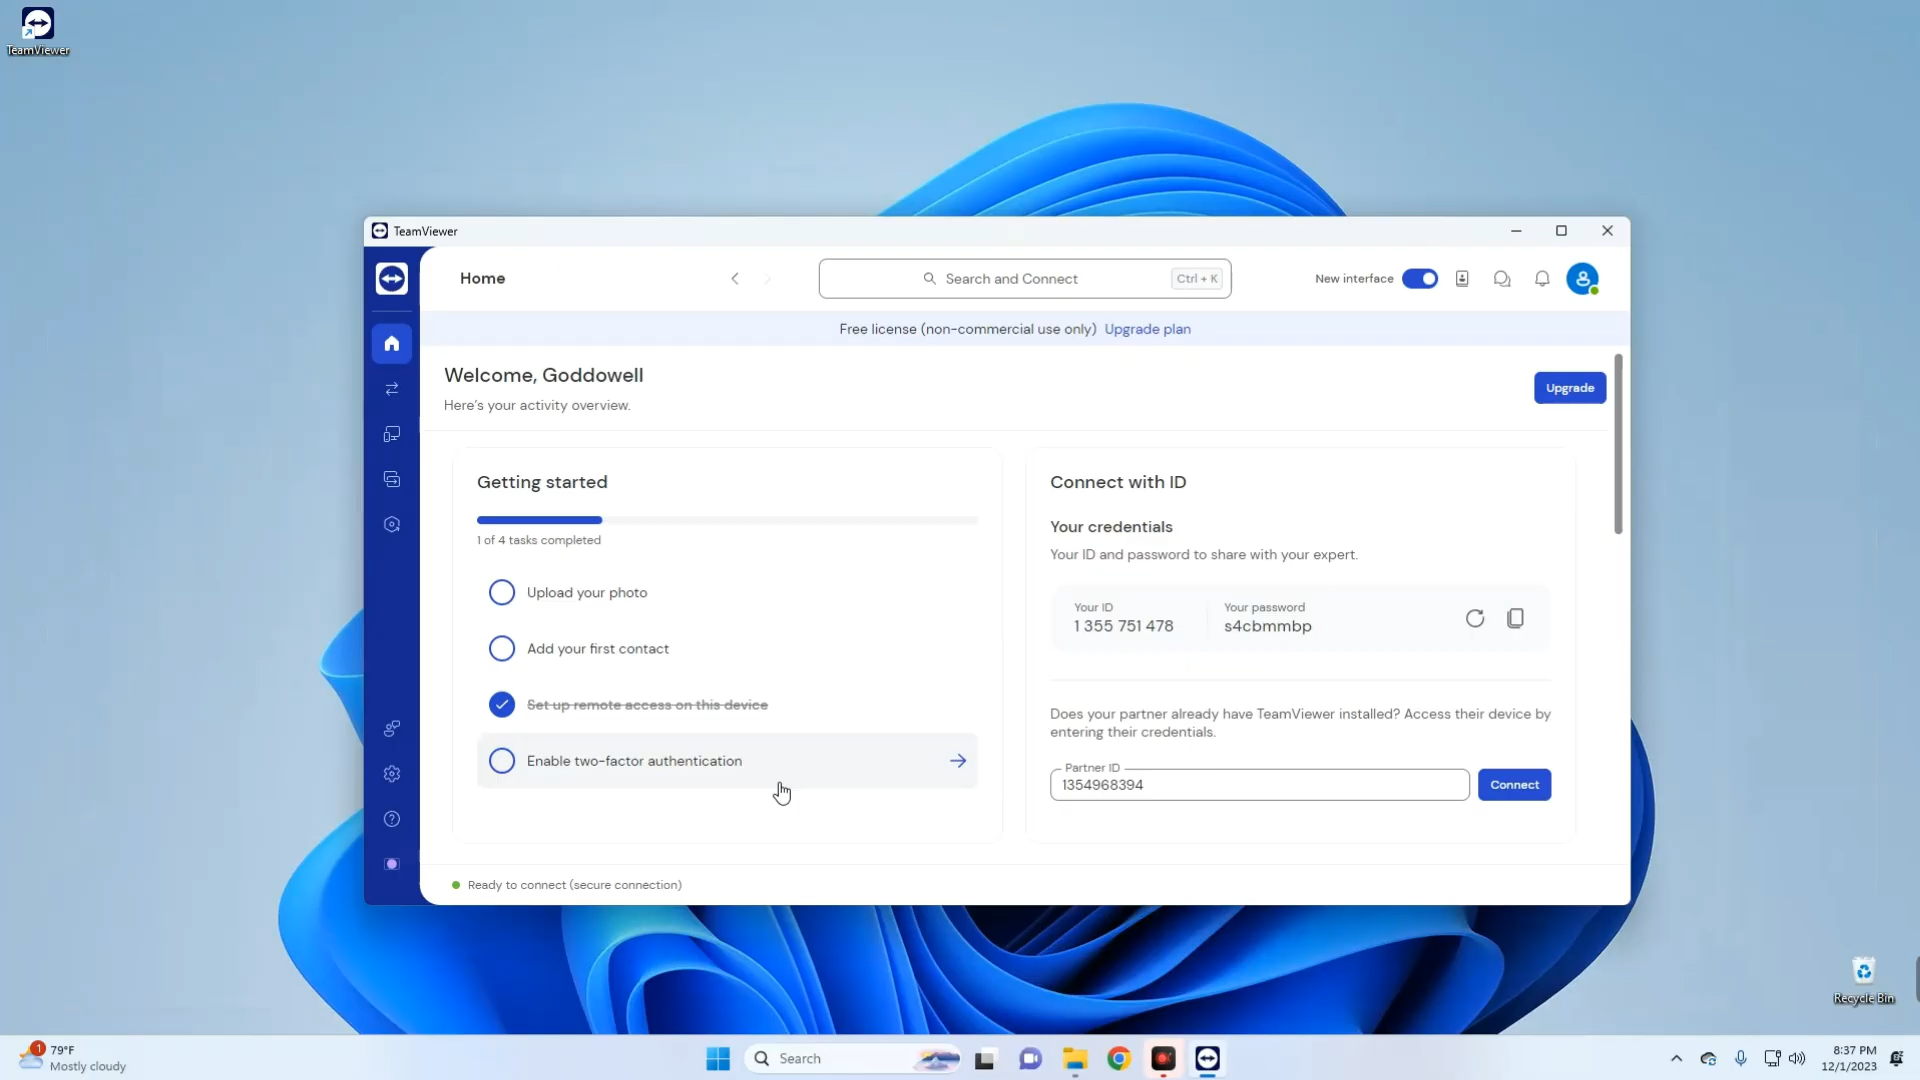 TeamViewer
TeamViewer
Home
Search and Connect
Ctrl + K
New interface
Free license (non-commercial use only) Upgrade plan
Welcome, Goddowell
Here's your activity overview.
Upgrade
Getting started
1 of 4 tasks completed
Upload your photo
Add your first contact
Set up remote access on this device
Enable two-factor authentication
Connect with ID
Your credentials
Your ID and password to share with your expert.
Your ID
1 355 751 478
Your password
s4cbmmbp
Does your partner already have TeamViewer installed? Access their device by
entering their credentials.
Partner ID
1354968394
Connect
Ready to connect (secure connection)
Recycle Bin
1
79°F
Mostly cloudy
Search
8:37 PM
12/1/2023